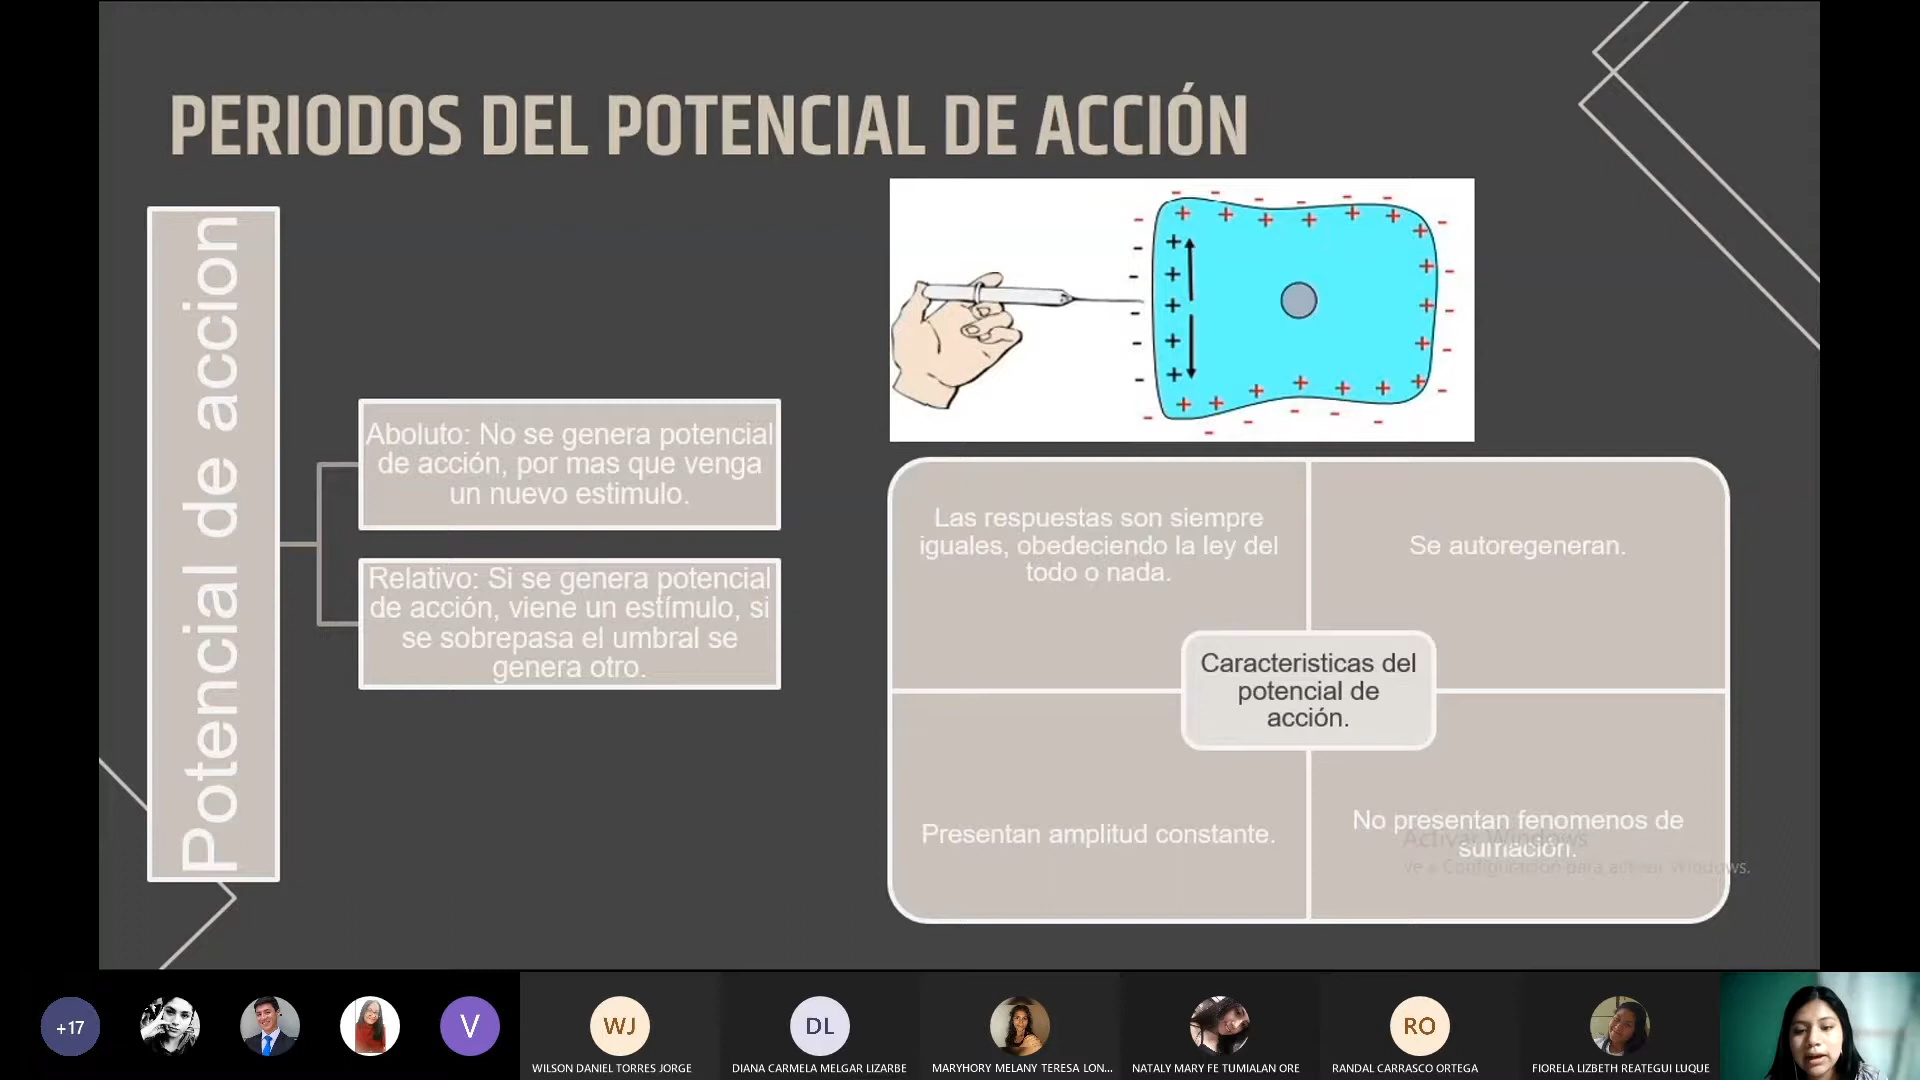 PERIODOS DEL POTENCIAL DE ACCIÓN
Potencial de accion
Aboluto: No se genera potencial
de acción, por mas que venga
un nuevo estimulo.
Relativo: Si se genera potencial
de acción, viene un estímulo, si
se sobrepasa el umbral se
genera otro.
Las respuestas son siempre
iguales, obedeciendo la ley del
todo o nada.
Se autoregeneran.
Caracteristicas del
potencial de
acción.
Presentan amplitud constante.
No presentan fenomenos de
sumación.
Activar Windows
Ve a Configuración para activar Windows.
+17
V
WJ
WILSON DANIEL TORRES JORGE
DL
DIANA CARMELA MELGAR LIZARBE
MARYHORY MELANY TERESA LON...
NATALY MARY FE TUMIALAN ORE
RO
RANDAL CARRASCO ORTEGA
FIORELA LIZBETH REATEGUI LUQUE